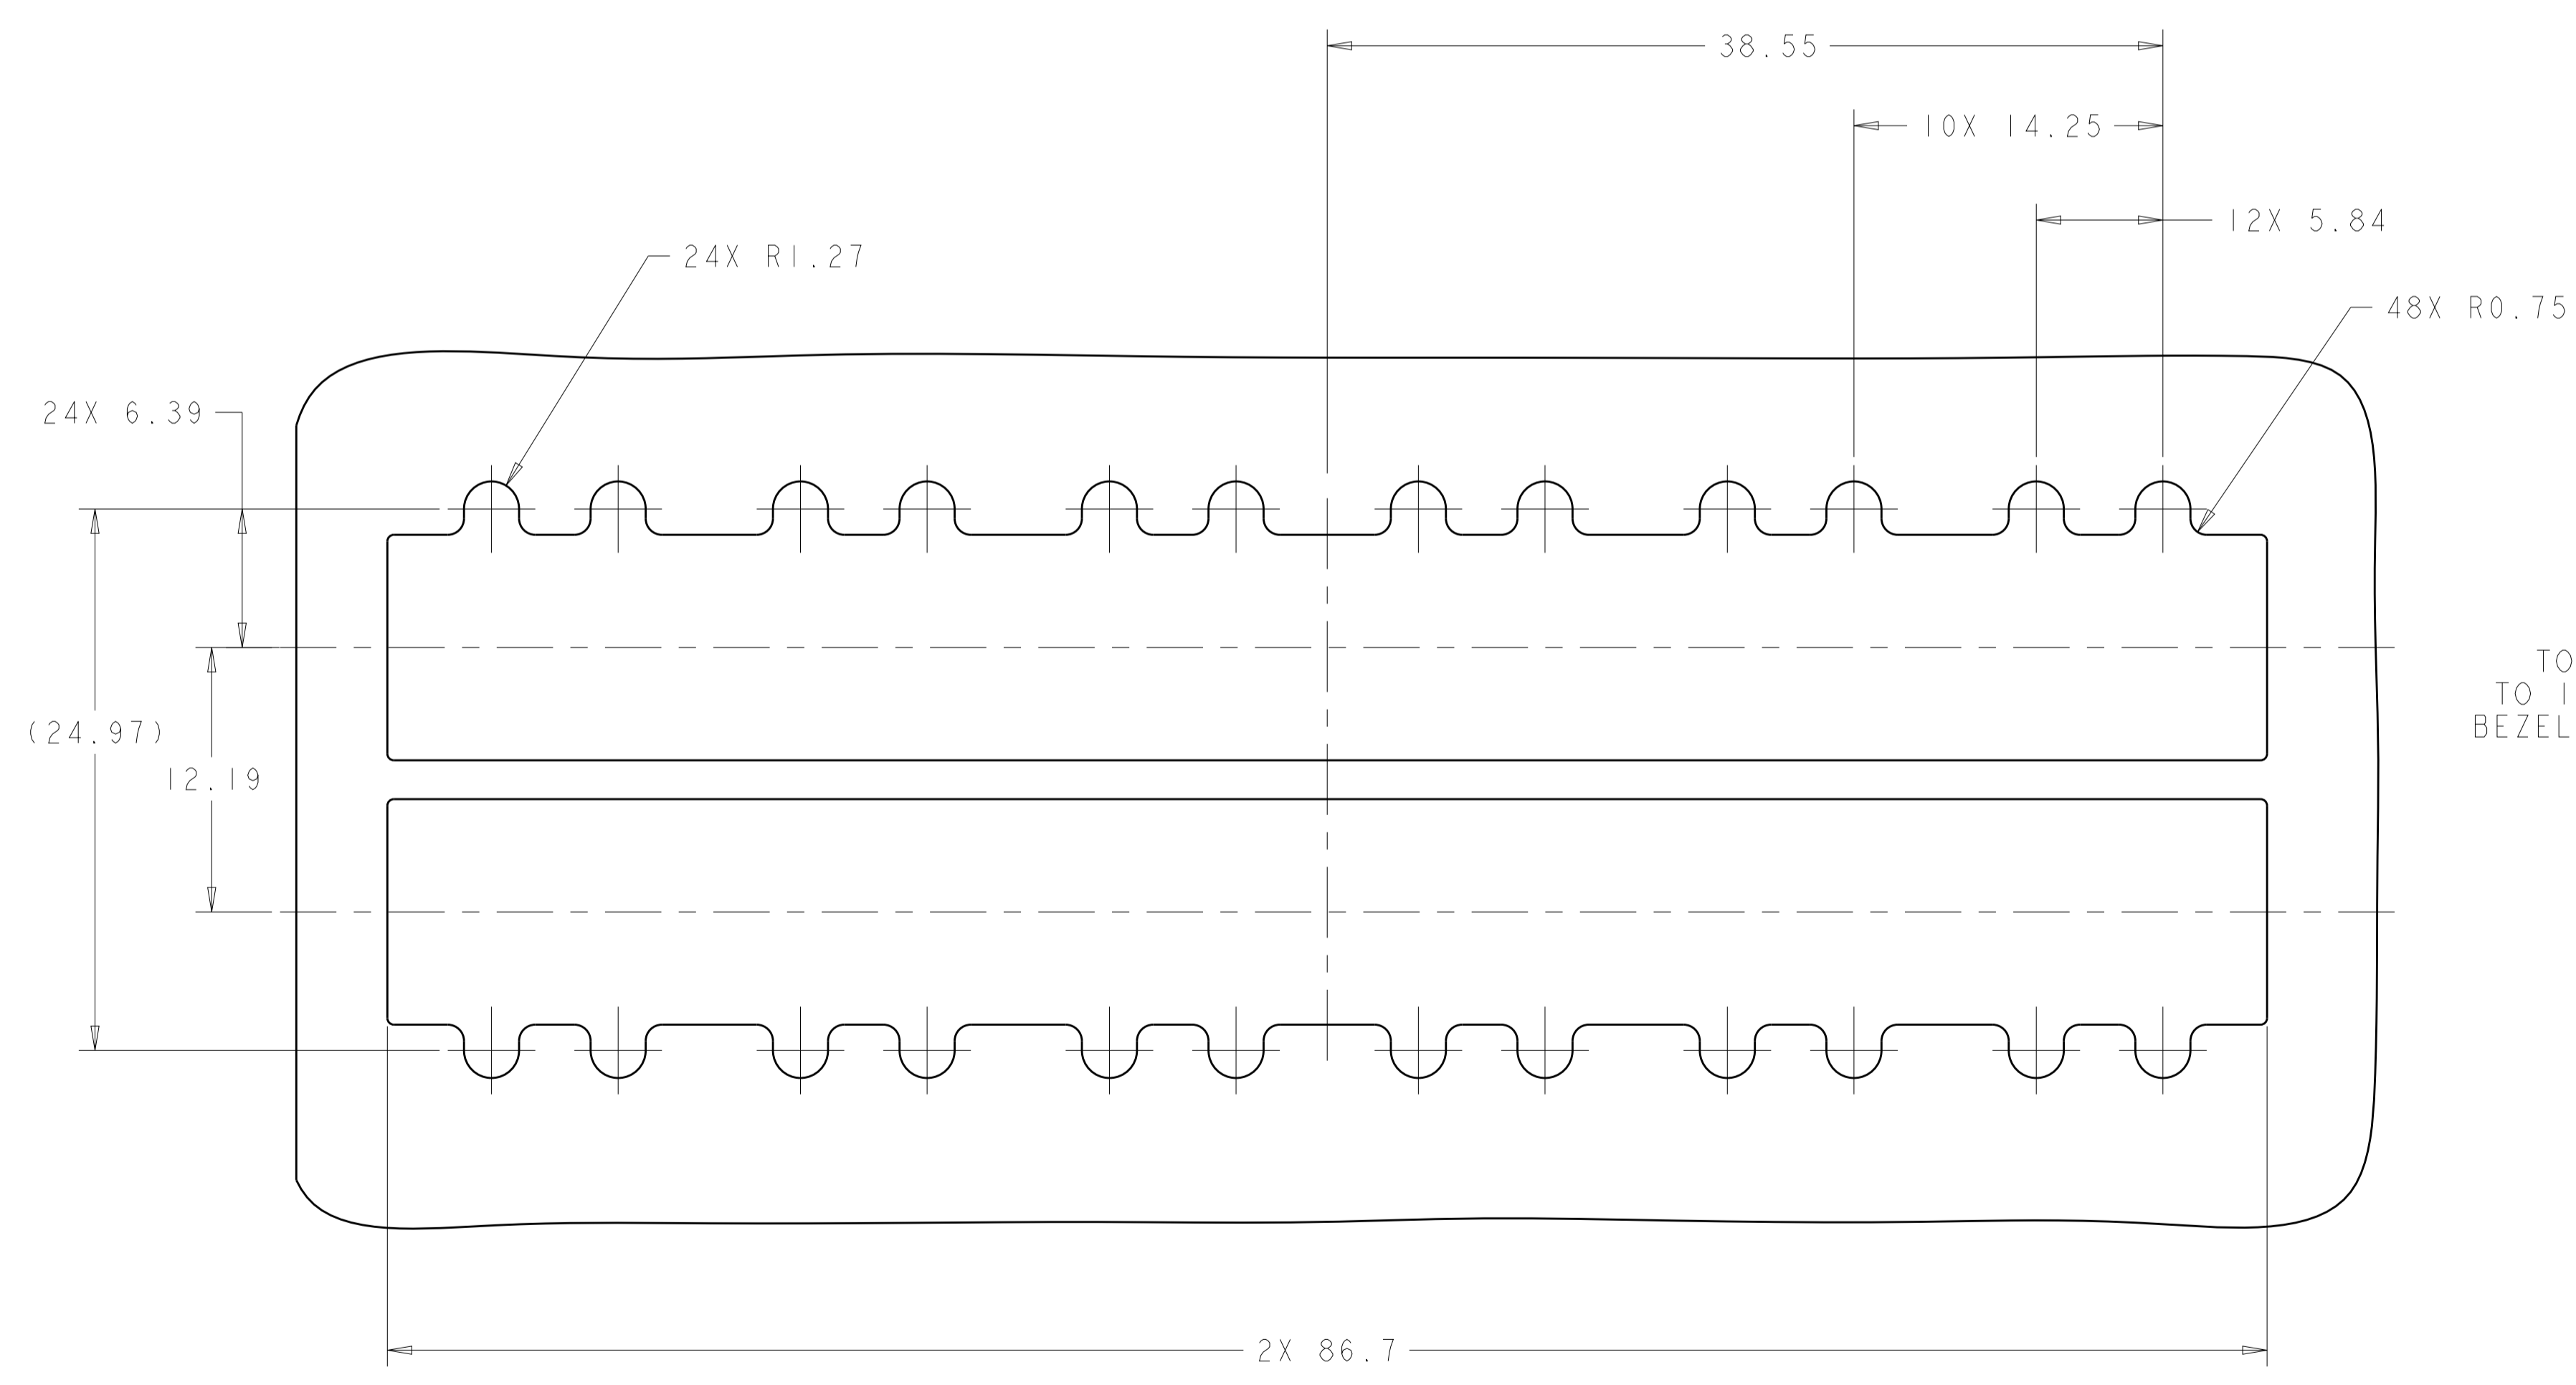 38.55
10X 14.25
12X 5.84
24X R1.27
48X R0.75
24X 6.39
TO
TO I
BEZEL
(24.97)
12.19
2X 86.7